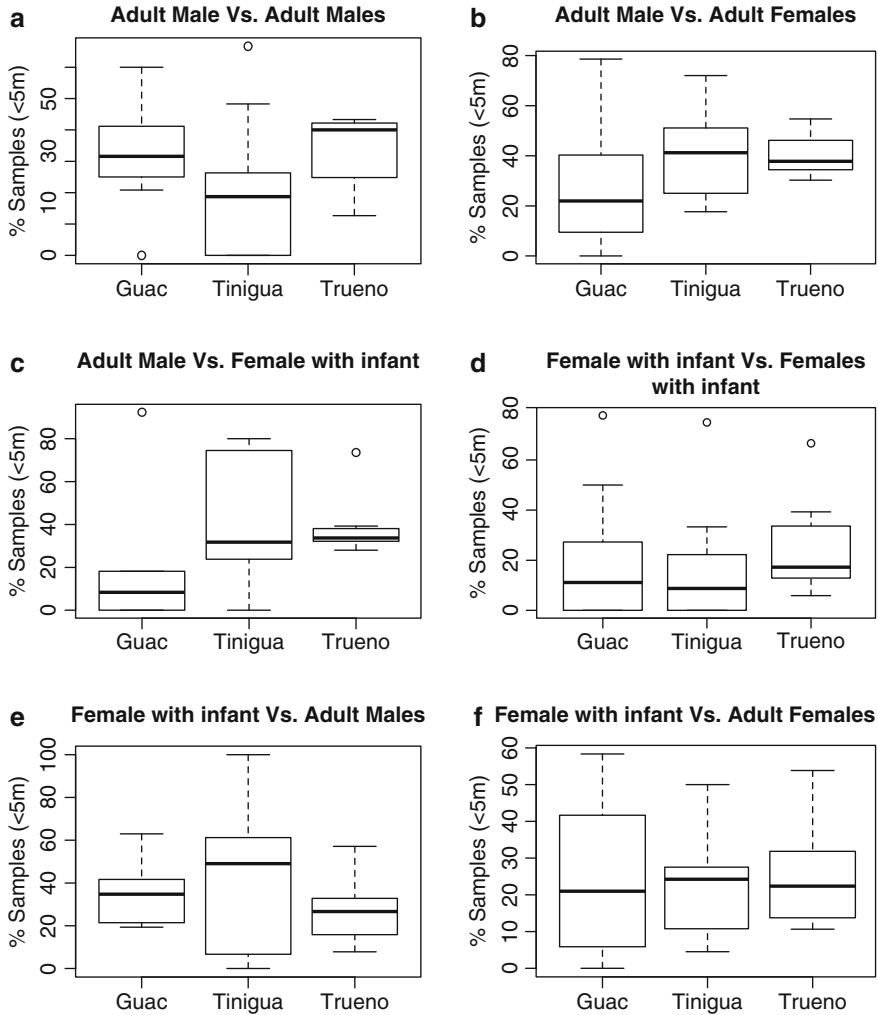 a Adult Male Vs. Adult Males
% Samples (<5m)
50
30
10
0
Guac Tinigua Trueno
b Adult Male Vs. Adult Females
% Samples (<5m)
80
60
40
20
0
Guac Tinigua Trueno
c Adult Male Vs. Female with infant
% Samples (<5m)
80
60
40
20
0
Guac Tinigua Trueno
d Female with infant Vs. Females
with infant
% Samples (<5m)
80
60
40
20
0
Guac Tinigua Trueno
e Female with infant Vs. Adult Males
% Samples (<5m)
100
80
60
40
20
0
Guac Tinigua Trueno
f Female with infant Vs. Adult Females
% Samples (<5m)
60
50
40
30
20
10
0
Guac Tinigua Trueno